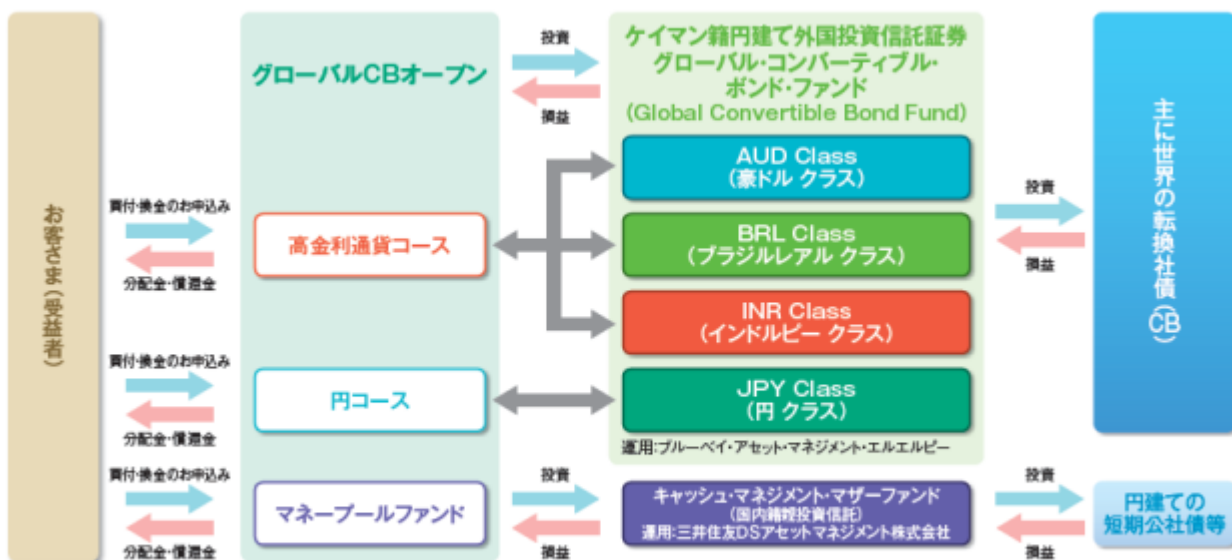 お客さま（受益者）
買付・換金のお申込み
分配金・償還金
買付・換金のお申込み
分配金・償還金
買付・換金のお申込み
分配金・償還金
グローバルCBオープン
高金利通貨コース
円コース
マネープールファンド
投資
損益
ケイマン籍円建て外国投資信託証券
グローバル・コンバーティブル・
ボンド・ファンド
（Global Convertible Bond Fund）
AUD Class
（豪ドル クラス）
BRL Class
（ブラジルレアル クラス）
INR Class
（インドルピー クラス）
JPY Class
（円 クラス）
運用：ブルーベイ・アセット・マネジメント・エルエルピー
投資
損益
主に世界の転換社債（CB）
投資
損益
キャッシュ・マネジメント・マザーファンド
（国内籍親投資信託）
運用：三井住友DSアセットマネジメント株式会社
投資
損益
円建ての
短期公社債等